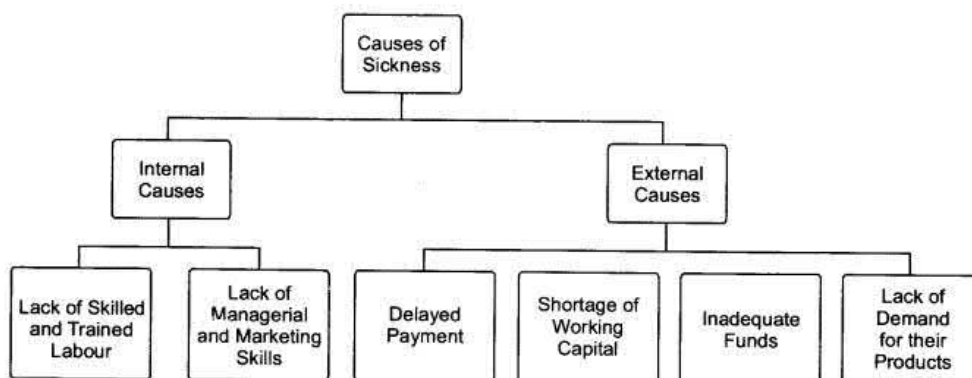 Causes of
Sickness
Internal
Causes
External
Causes
Lack of Skilled
and Trained
Labour
Lack of
Managerial
and Marketing
Skills
Delayed
Payment
Shortage of
Working
Capital
Inadequate
Funds
Lack of
Demand
for their
Products